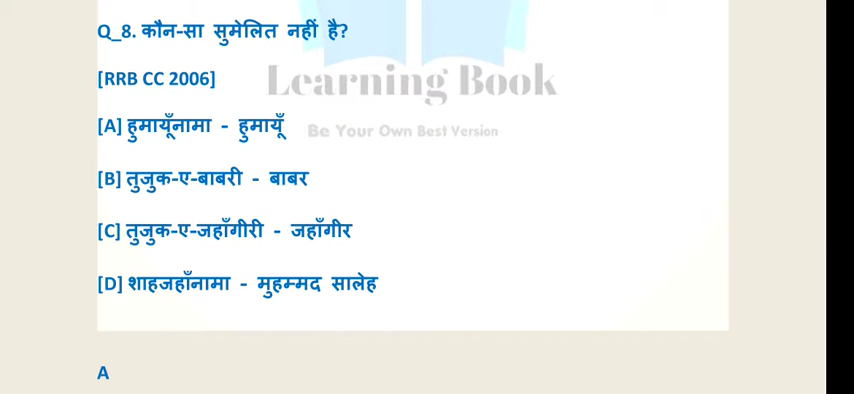 Q_8. कौन-सा सुमेलित नहीं है?
[RRB CC 2006]
Learning Book
[A] हुमायूँनामा - हुमायूँ
Be Your Own Best Version
[B] तुजुक-ए-बाबरी - बाबर
[C] तुजुक-ए-जहाँगीरी - जहाँगीर
[D] शाहजहाँनामा - मुहम्मद सालेह
A